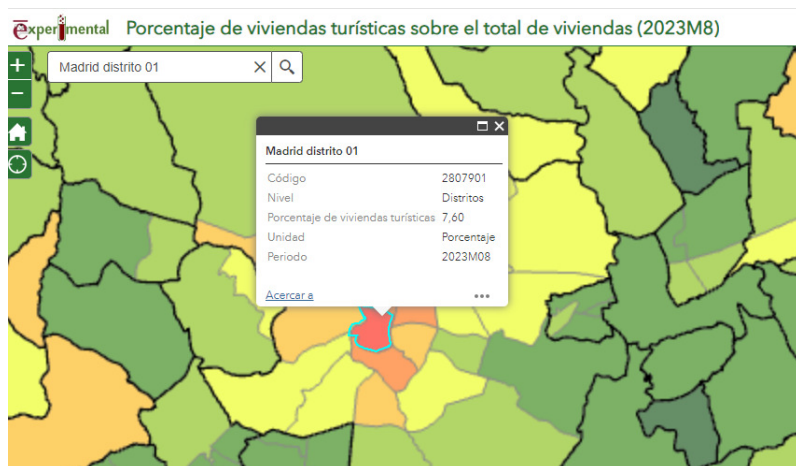 experimental Porcentaje de viviendas turísticas sobre el total de viviendas (2023M8)
+
Madrid distrito 01
−
Madrid distrito 01
Código 2807901
Nivel Distritos
Porcentaje de viviendas turísticas 7,60
Unidad Porcentaje
Periodo 2023M08
Acercar a